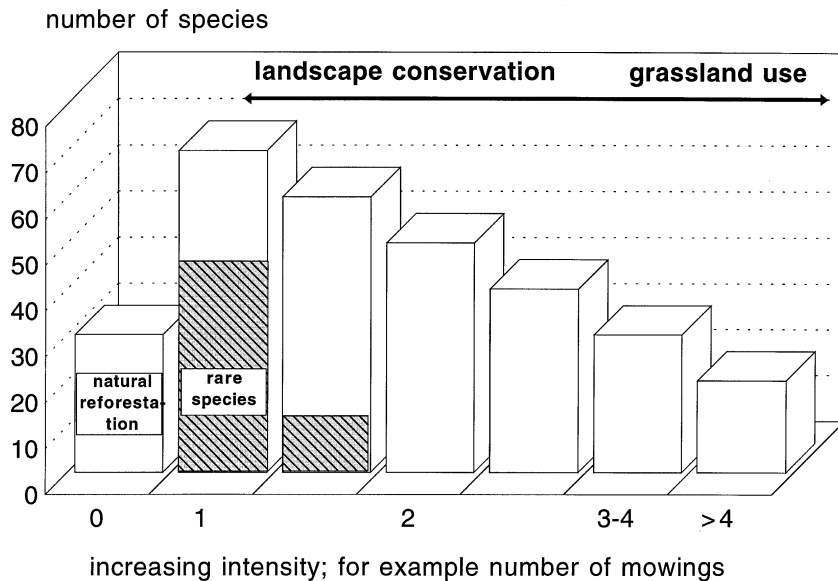 number of species
landscape conservation grassland use
80
70
60
50
40
30
20
10
0
natural
reforesta-
tion
rare
species
0 1 2 3-4 >4
increasing intensity; for example number of mowings